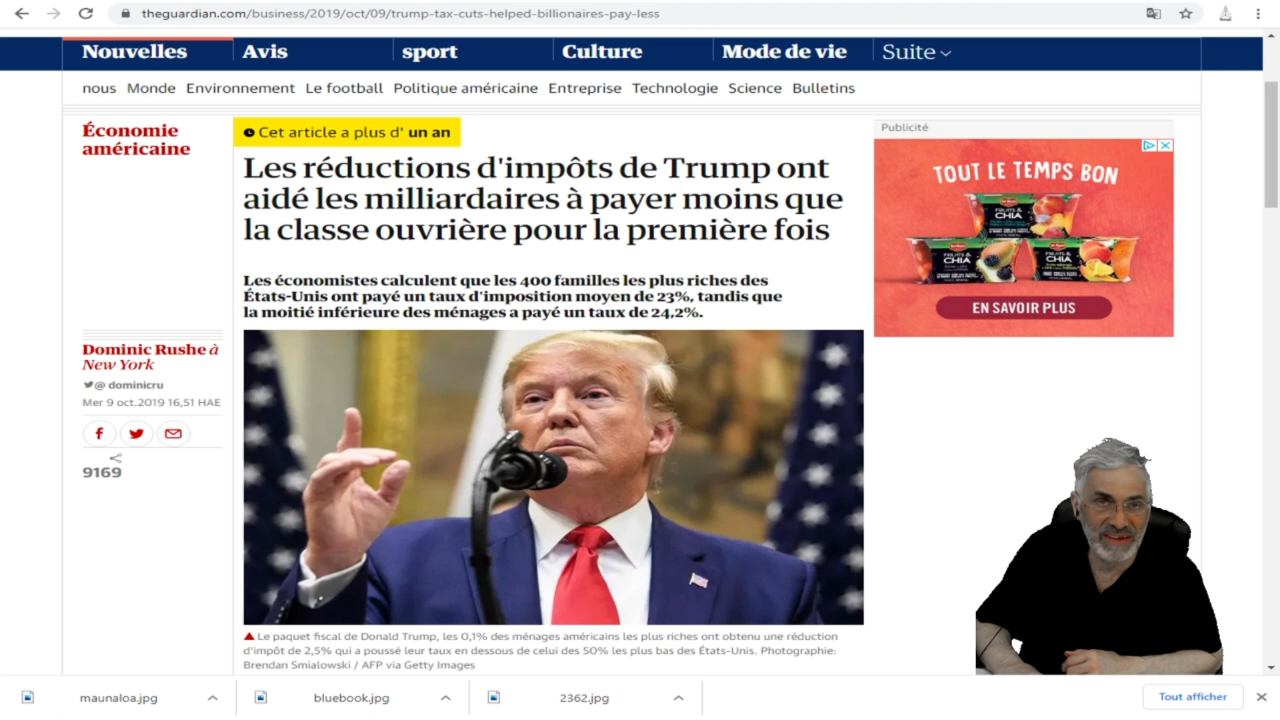 theguardian.com/business/2019/oct/09/trump-tax-cuts-helped-billionaires-pay-less
Nouvelles Avis sport Culture Mode de vie Suite
nous Monde Environnement Le football Politique américaine Entreprise Technologie Science Bulletins
Économie
américaine
Cet article a plus d' un an
Les réductions d'impôts de Trump ont
aidé les milliardaires à payer moins que
la classe ouvrière pour la première fois
Les économistes calculent que les 400 familles les plus riches des
États-Unis ont payé un taux d'imposition moyen de 23%, tandis que
la moitié inférieure des ménages a payé un taux de 24,2%.
Dominic Rushe à
New York
@ dominicru
Mer 9 oct.2019 16,51 HAE
9169
Publicité
TOUT LE TEMPS BON
FRUITS &
CHIA
FRUITS &
CHIA
FRUITS &
CHIA
EN SAVOIR PLUS
Le paquet fiscal de Donald Trump, les 0,1% des ménages américains les plus riches ont obtenu une réduction
d'impôt de 2,5% qui a poussé leur taux en dessous de celui des 50% les plus bas des États-Unis. Photographie:
Brendan Smialowski / AFP via Getty Images
maunaloa.jpg bluebook.jpg 2362.jpg Tout afficher